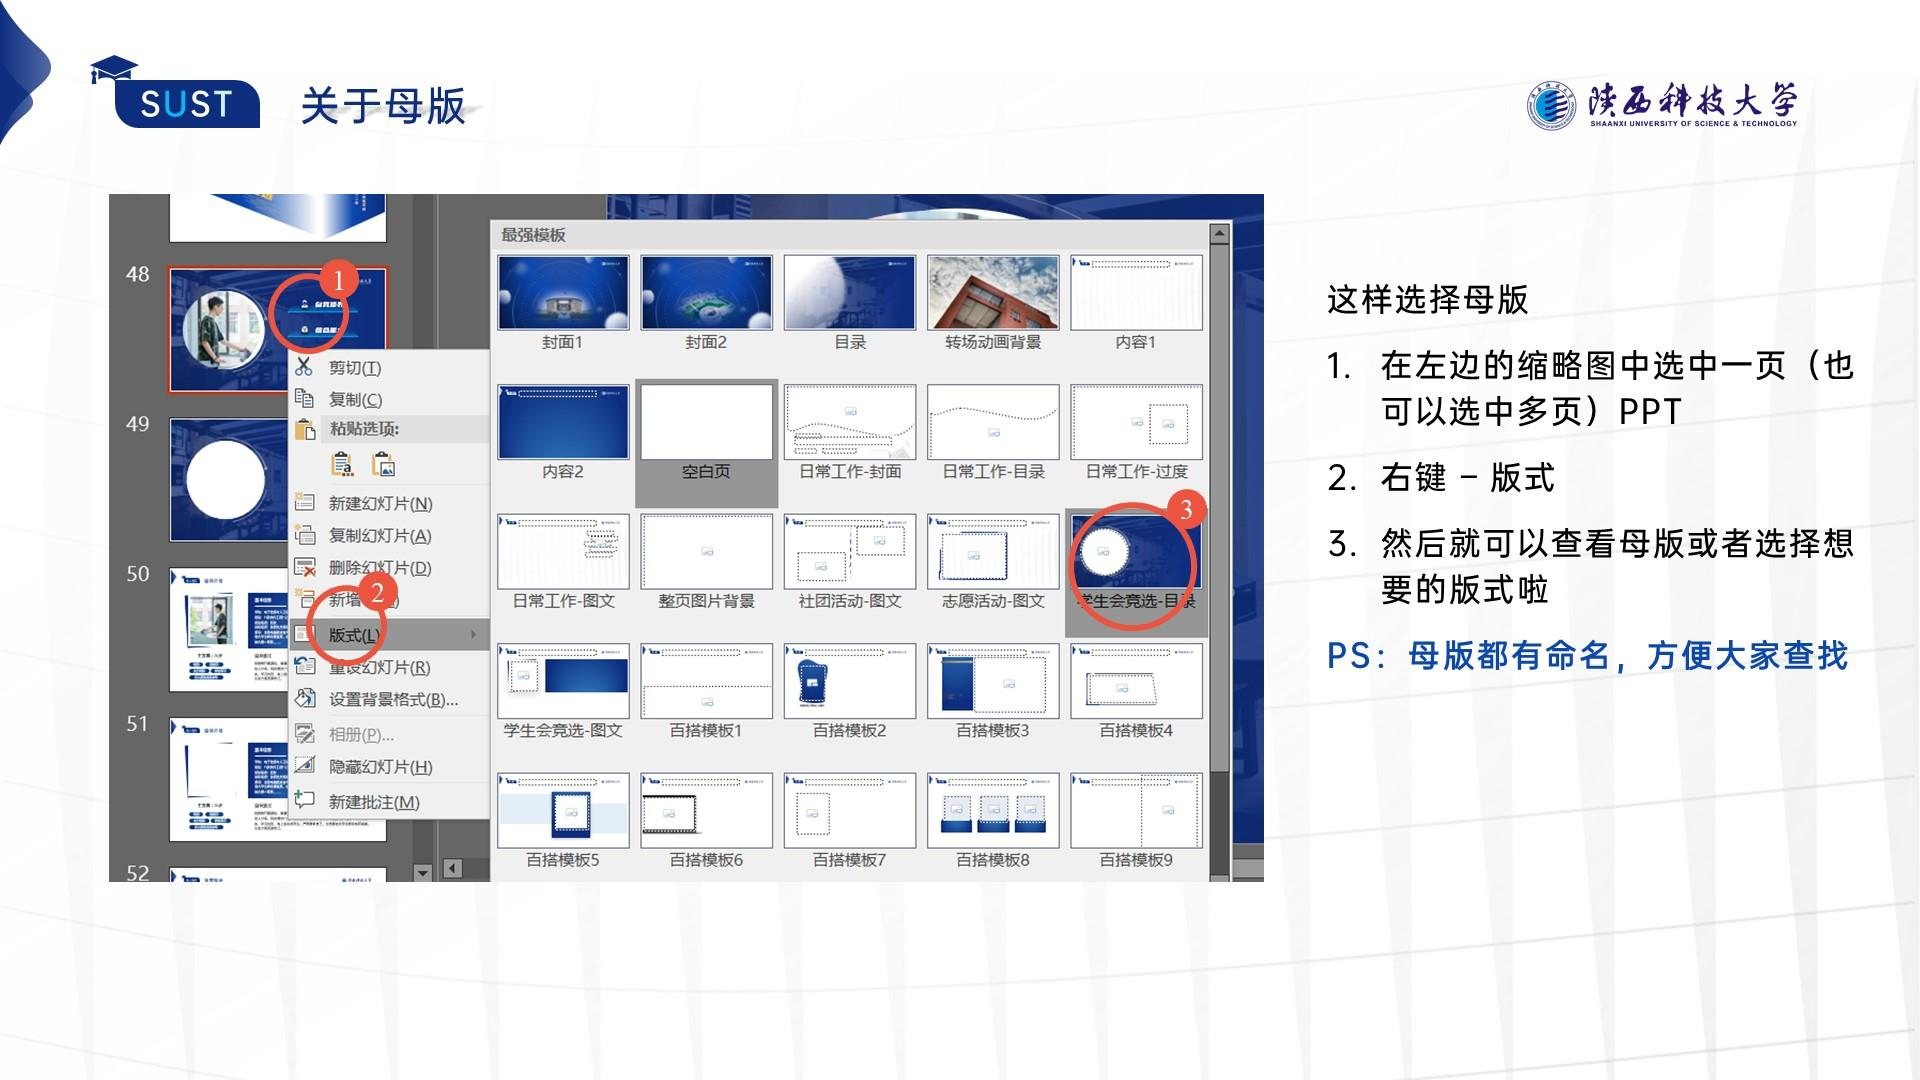 SUST
关于母版
陕西科技大学
SHAANXI UNIVERSITY OF SCIENCE & TECHNOLOGY
48
49
50
51
52
1
剪切(T)
复制(C)
粘贴选项:
新建幻灯片(N)
复制幻灯片(A)
删除幻灯片(D)
新增
2
版式(L)
重设幻灯片(R)
设置背景格式(B)...
相册(P)...
隐藏幻灯片(H)
新建批注(M)
最强模板
封面1
封面2
目录
转场动画背景
内容1
内容2
空白页
日常工作-封面
日常工作-目录
日常工作-过度
3
日常工作-图文
整页图片背景
社团活动-图文
志愿活动-图文
学生会竞选-目录
学生会竞选-图文
百搭模板1
百搭模板2
百搭模板3
百搭模板4
百搭模板5
百搭模板6
百搭模板7
百搭模板8
百搭模板9
这样选择母版
1. 在左边的缩略图中选中一页（也
可以选中多页）PPT
2. 右键 – 版式
3. 然后就可以查看母版或者选择想
要的版式啦
PS：母版都有命名，方便大家查找